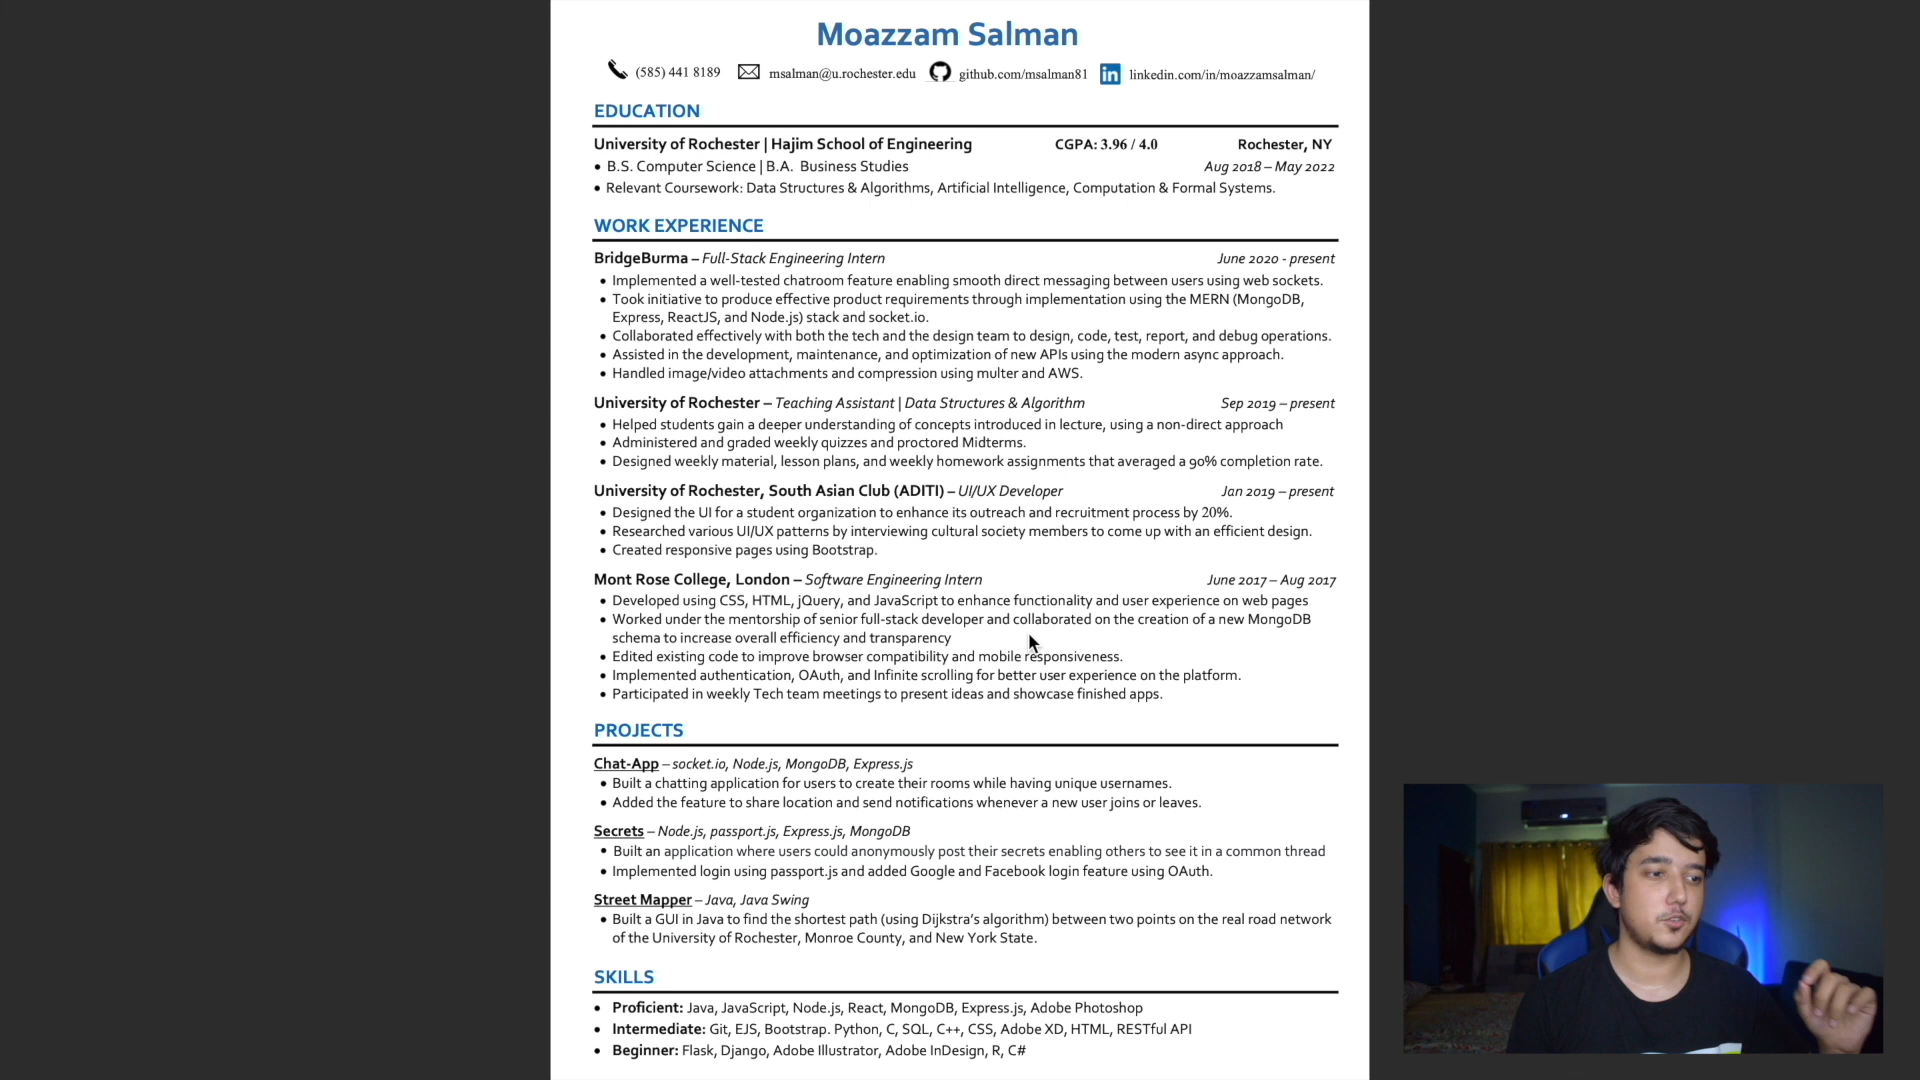 Moazzam Salman
(585) 441 8189 msalman@u.rochester.edu github.com/msalman81 linkedin.com/in/moazzamsalman/
EDUCATION
University of Rochester | Hajim School of Engineering CGPA: 3.96 / 4.0 Rochester, NY
• B.S. Computer Science | B.A. Business Studies Aug 2018 – May 2022
• Relevant Coursework: Data Structures & Algorithms, Artificial Intelligence, Computation & Formal Systems.
WORK EXPERIENCE
BridgeBurma – Full-Stack Engineering Intern June 2020 - present
• Implemented a well-tested chatroom feature enabling smooth direct messaging between users using web sockets.
• Took initiative to produce effective product requirements through implementation using the MERN (MongoDB,
Express, ReactJS, and Node.js) stack and socket.io.
• Collaborated effectively with both the tech and the design team to design, code, test, report, and debug operations.
• Assisted in the development, maintenance, and optimization of new APIs using the modern async approach.
• Handled image/video attachments and compression using multer and AWS.
University of Rochester – Teaching Assistant | Data Structures & Algorithm Sep 2019 – present
• Helped students gain a deeper understanding of concepts introduced in lecture, using a non-direct approach
• Administered and graded weekly quizzes and proctored Midterms.
• Designed weekly material, lesson plans, and weekly homework assignments that averaged a 90% completion rate.
University of Rochester, South Asian Club (ADITI) – UI/UX Developer Jan 2019 – present
• Designed the UI for a student organization to enhance its outreach and recruitment process by 20%.
• Researched various UI/UX patterns by interviewing cultural society members to come up with an efficient design.
• Created responsive pages using Bootstrap.
Mont Rose College, London – Software Engineering Intern June 2017 – Aug 2017
• Developed using CSS, HTML, jQuery, and JavaScript to enhance functionality and user experience on web pages
• Worked under the mentorship of senior full-stack developer and collaborated on the creation of a new MongoDB
schema to increase overall efficiency and transparency
• Edited existing code to improve browser compatibility and mobile responsiveness.
• Implemented authentication, OAuth, and Infinite scrolling for better user experience on the platform.
• Participated in weekly Tech team meetings to present ideas and showcase finished apps.
PROJECTS
Chat-App – socket.io, Node.js, MongoDB, Express.js
• Built a chatting application for users to create their rooms while having unique usernames.
• Added the feature to share location and send notifications whenever a new user joins or leaves.
Secrets – Node.js, passport.js, Express.js, MongoDB
• Built an application where users could anonymously post their secrets enabling others to see it in a common thread
• Implemented login using passport.js and added Google and Facebook login feature using OAuth.
Street Mapper – Java, Java Swing
• Built a GUI in Java to find the shortest path (using Dijkstra's algorithm) between two points on the real road network
of the University of Rochester, Monroe County, and New York State.
SKILLS
• Proficient: Java, JavaScript, Node.js, React, MongoDB, Express.js, Adobe Photoshop
• Intermediate: Git, EJS, Bootstrap. Python, C, SQL, C++, CSS, Adobe XD, HTML, RESTful API
• Beginner: Flask, Django, Adobe Illustrator, Adobe InDesign, R, C#